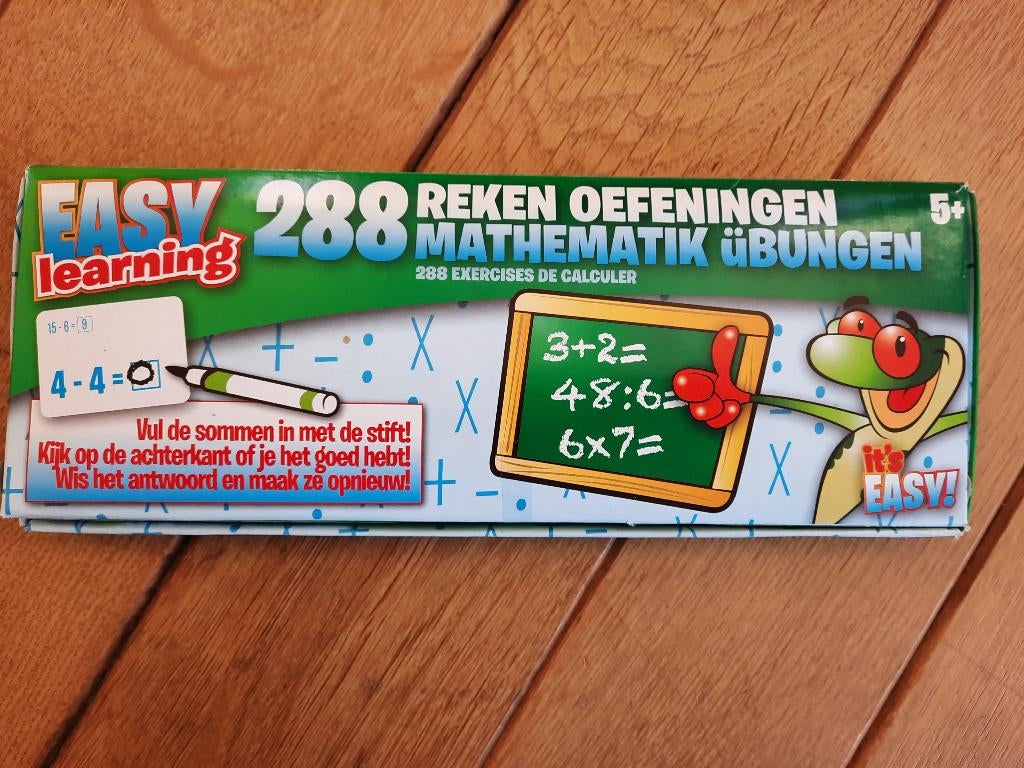 EASY
learning
288 REKEN OEFENINGEN
MATHEMATIK üBUNGEN
288 EXERCISES DE CALCULER
5+
15-6=9
4-4=0
Vul de sommen in met de stift!
Kijk op de achterkant of je het goed hebt!
Wis het antwoord en maak ze opnieuw!
3+2=
48:6=
6x7=
it's
EASY!